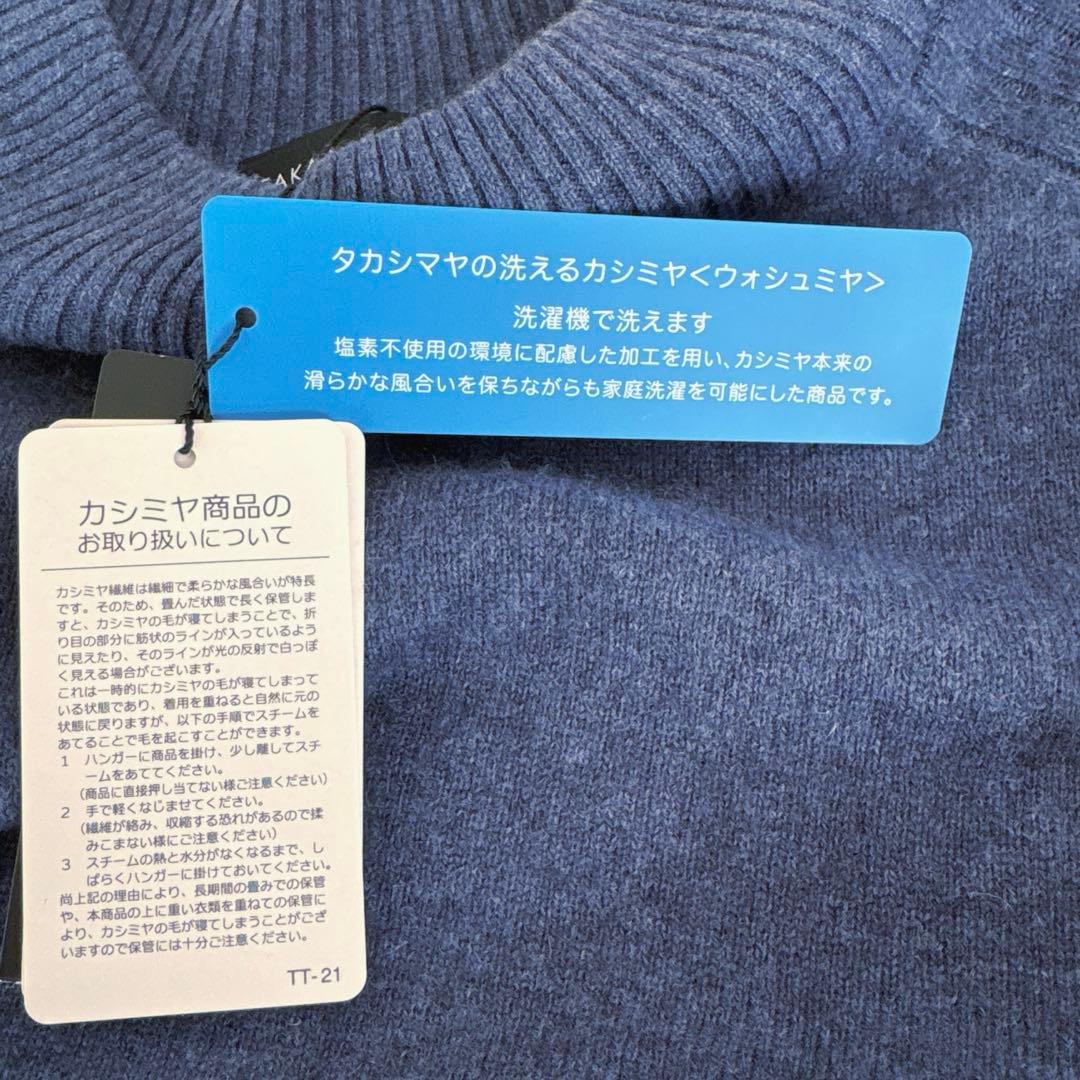 TAKA
タカシマヤの洗えるカシミヤ<ウォシュミヤ>
洗濯機で洗えます
塩素不使用の環境に配慮した加工を用い、カシミヤ本来の
滑らかな風合いを保ちながらも家庭洗濯を可能にした商品です。
カシミヤ商品の
お取り扱いについて
カシミヤ繊維は繊細で柔らかな風合いが特長
です。そのため、畳んだ状態で長く保管しま
すと、カシミヤの毛が寝てしまうことで、折
り目の部分に筋状のラインが入っているよう
に見えたり、そのラインが光の反射で白っぽ
く見える場合がございます。
これは一時的にカシミヤの毛が寝てしまって
いる状態であり、着用を重ねると自然に元の
状態に戻りますが、以下の手順でスチームを
あてることで毛を起こすことができます。
1 ハンガーに商品を掛け、少し離してスチ
ームをあててください。
(商品に直接押し当てない様ご注意ください)
2 手で軽くなじませてください。
(繊維が絡み、収縮する恐れがあるので揉
みこまない様にご注意ください)
3 スチームの熱と水分がなくなるまで、し
ばらくハンガーに掛けておいてください。
尚上記の理由により、長期間の畳みでの保管
や、本商品の上に重い衣類を重ねての保管に
より、カシミヤの毛が寝てしまうことがござ
いますので保管には十分ご注意ください。
TT-21